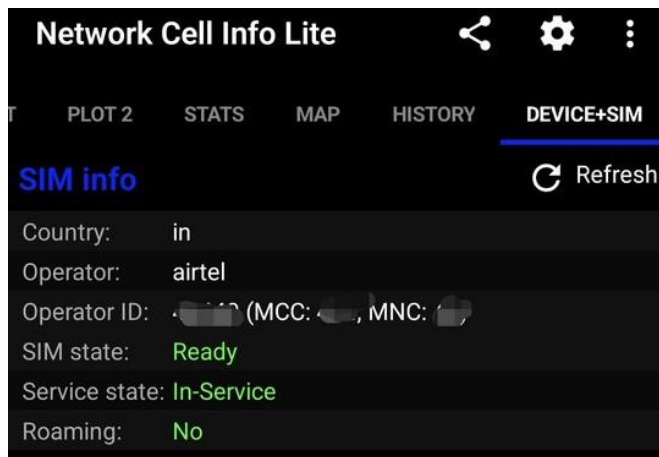 Network Cell Info Lite
T PLOT 2 STATS MAP HISTORY DEVICE+SIM
SIM info Refresh
Country: in
Operator: airtel
Operator ID: (MCC: , MNC:
SIM state: Ready
Service state: In-Service
Roaming: No